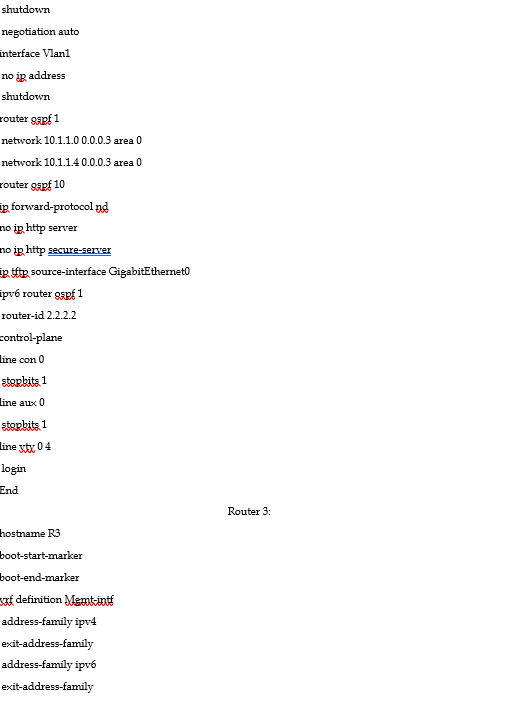 shutdown
negotiation auto
interface Vlan1
no ip address
shutdown
router ospf 1
network 10.1.1.0 0.0.0.3 area 0
network 10.1.1.4 0.0.0.3 area 0
router ospf 10
ip forward-protocol nd
no ip http server
no ip http secure-server
ip tftp source-interface GigabitEthernet0
ipv6 router ospf 1
router-id 2.2.2.2
control-plane
line con 0
stopbits 1
line aux 0
stopbits 1
line vty 0 4
login
End
Router 3:
hostname R3
boot-start-marker
boot-end-marker
vrf definition Mgmt-intf
address-family ipv4
exit-address-family
address-family ipv6
exit-address-family